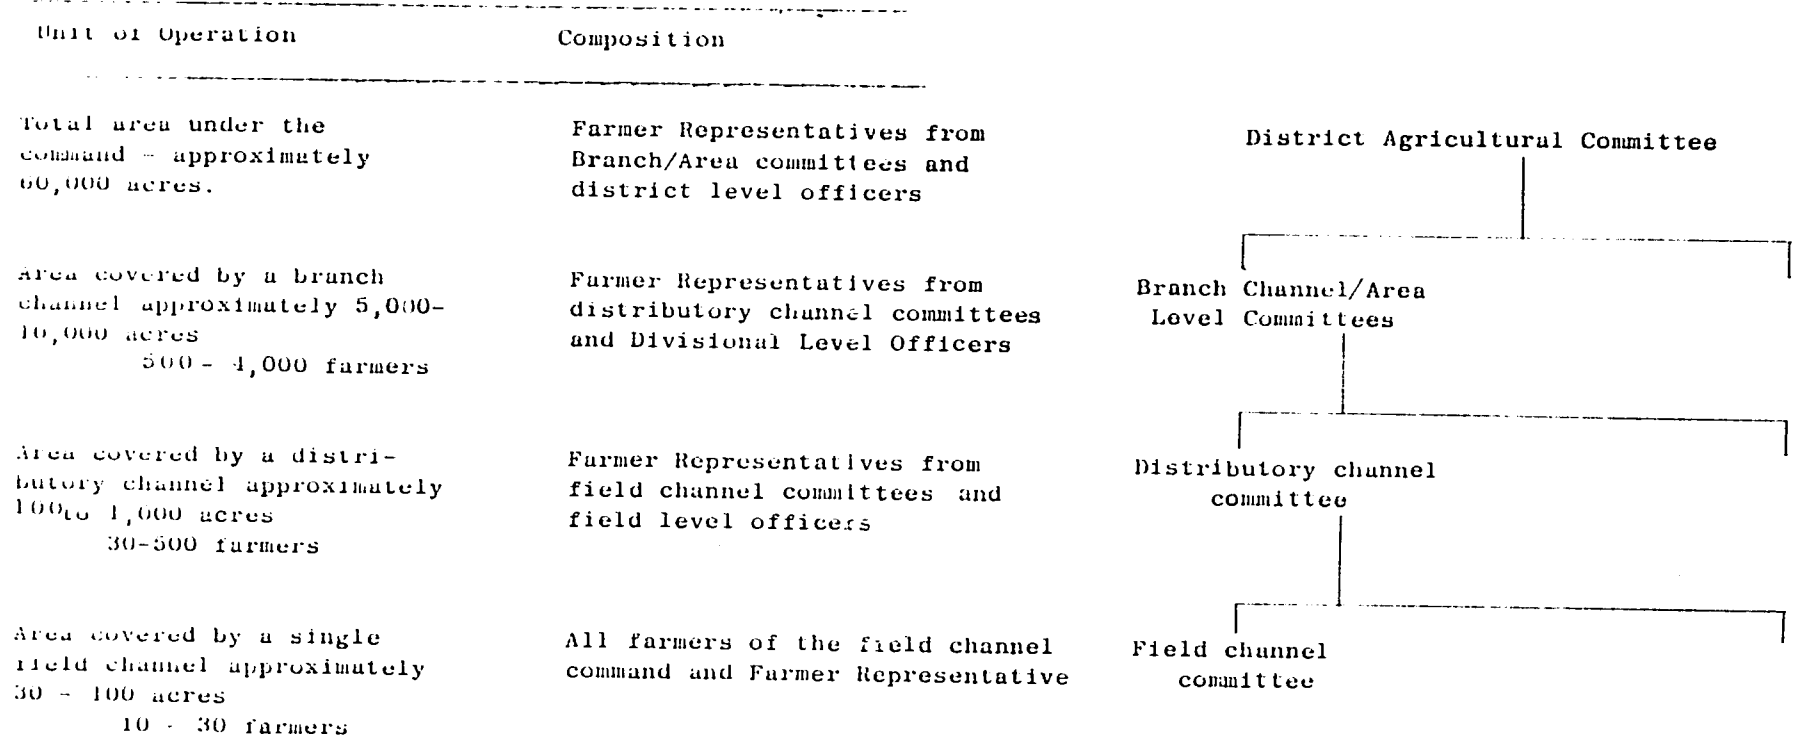 Unit of Operation
Composition
Total area under the
command - approximately
60,000 acres.
Farmer Representatives from
Branch/Area committees and
district level officers
District Agricultural Committee
Area covered by a branch
channel approximately 5,000-
10,000 acres
500 - 4,000 farmers
Farmer Representatives from
distributory channel committees
and Divisional Level Officers
Branch Channel/Area
Level Committees
Area covered by a distri-
butory channel approximately
100 to 1,000 acres
30-500 farmers
Farmer Representatives from
field channel committees and
field level officers
Distributory channel
committee
Area covered by a single
field channel approximately
30 - 100 acres
10 - 30 farmers
All farmers of the field channel
command and Farmer Representative
Field channel
committee